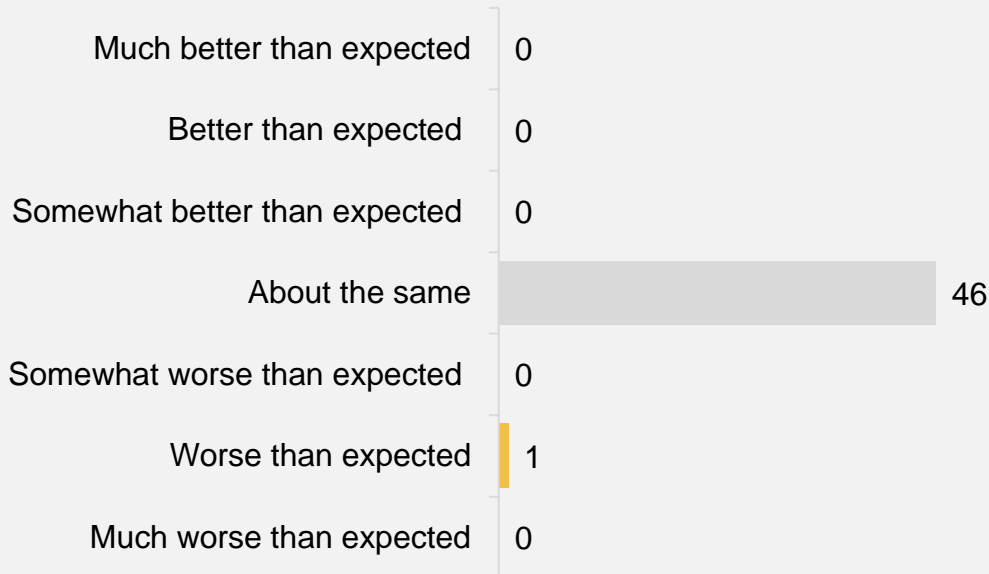 Much better than expected 0
Better than expected 0
Somewhat better than expected 0
About the same 46
Somewhat worse than expected 0
Worse than expected 1
Much worse than expected 0